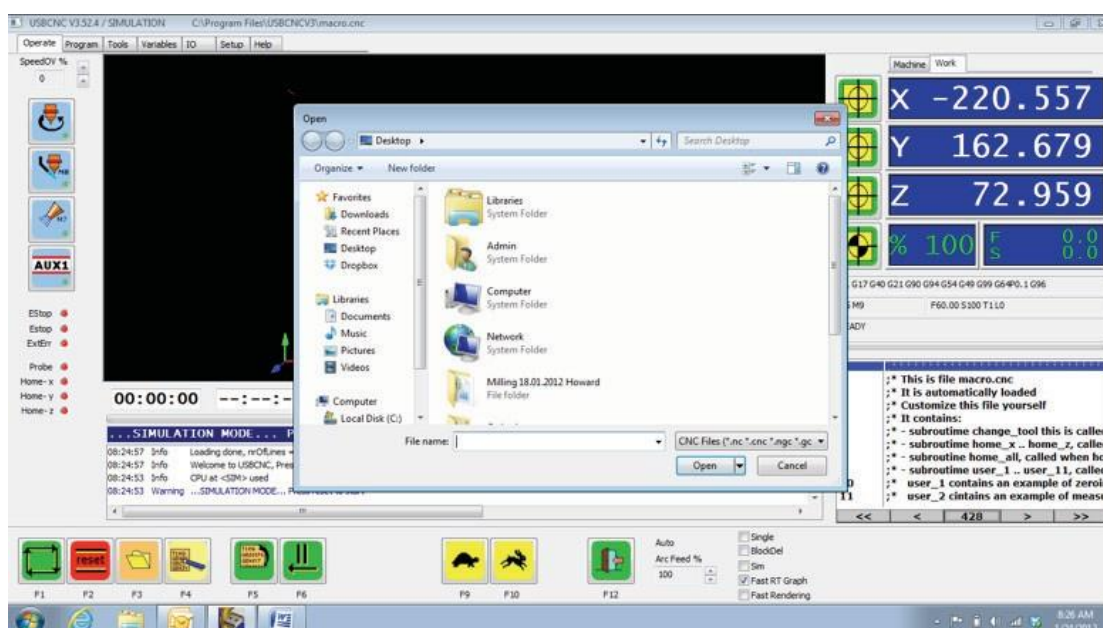 USBCNC V3.52.4 / SIMULATION C:\Program Files\USBCNCV3\macro.cnc
Operate Program Tools Variables IO Setup Help
SpeedOV %
0
AUX1
EStop
Estop
ExtErr
Probe
Home-x
Home-y
Home-z
Open
Desktop
Search Desktop
Organize New folder
Favorites
Downloads
Recent Places
Desktop
Dropbox
Libraries
Documents
Music
Pictures
Videos
Computer
Local Disk (C:)
Libraries
System Folder
Admin
System Folder
Computer
System Folder
Network
System Folder
Milling 18.01.2012 Howard
File folder
File name:
CNC Files (*.nc *.cnc *.ngc *.gc
Open Cancel
Machine Work
X -220.557
Y 162.679
Z 72.959
% 100 F 0.0
S 0.0
G17 G40 G21 G90 G94 G54 G49 G99 G64P0.1 G96
M9 F60.00 S100 T1 L0
ADY
00:00:00 --:--:-
...SIMULATION MODE... P
08:24:57 Info Loading done, nrOfLines =
08:24:57 Info Welcome to USBCNC, Pres
08:24:53 Info CPU at <SIM> used
08:24:53 Warning ...SIMULATION MODE...
;* This is file macro.cnc
;* It is automatically loaded
;* Customize this file yourself
;* It contains:
;* - subroutime change_tool this is calle
;* - subroutime home_x .. home_z, calle
;* - subroutine home_all, called when ho
;* - subroutime user_1 .. user_11, called
;* user_1 contains an example of zeroi
11 ;* user_2 cintains an example of measu
<< < 428 > >>
reset
F1 F2 F3 F4 F5 F6 F9 F10 F12
Auto
Arc Feed %
100
Single
BlockDel
Sim
Fast RT Graph
Fast Rendering
8:26 AM